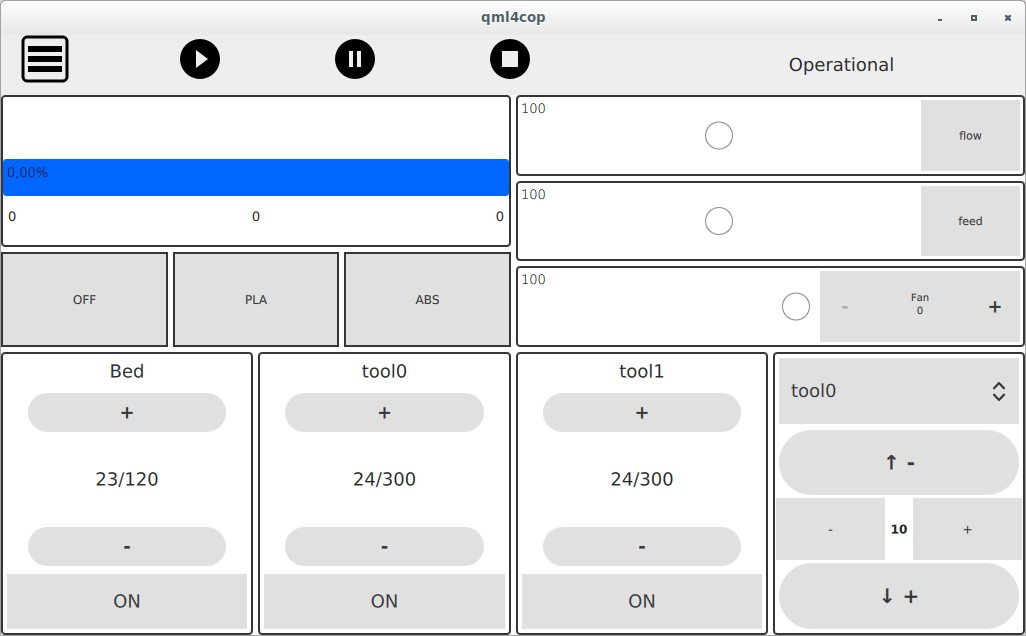 qml4cop
Operational
0,00%
0 0 0
OFF PLA ABS
100
flow
100
feed
100
-
Fan
0
+
Bed
+
23/120
-
ON
tool0
+
24/300
-
ON
tool1
+
24/300
-
ON
tool0
↑ -
- 10 +
↓ +